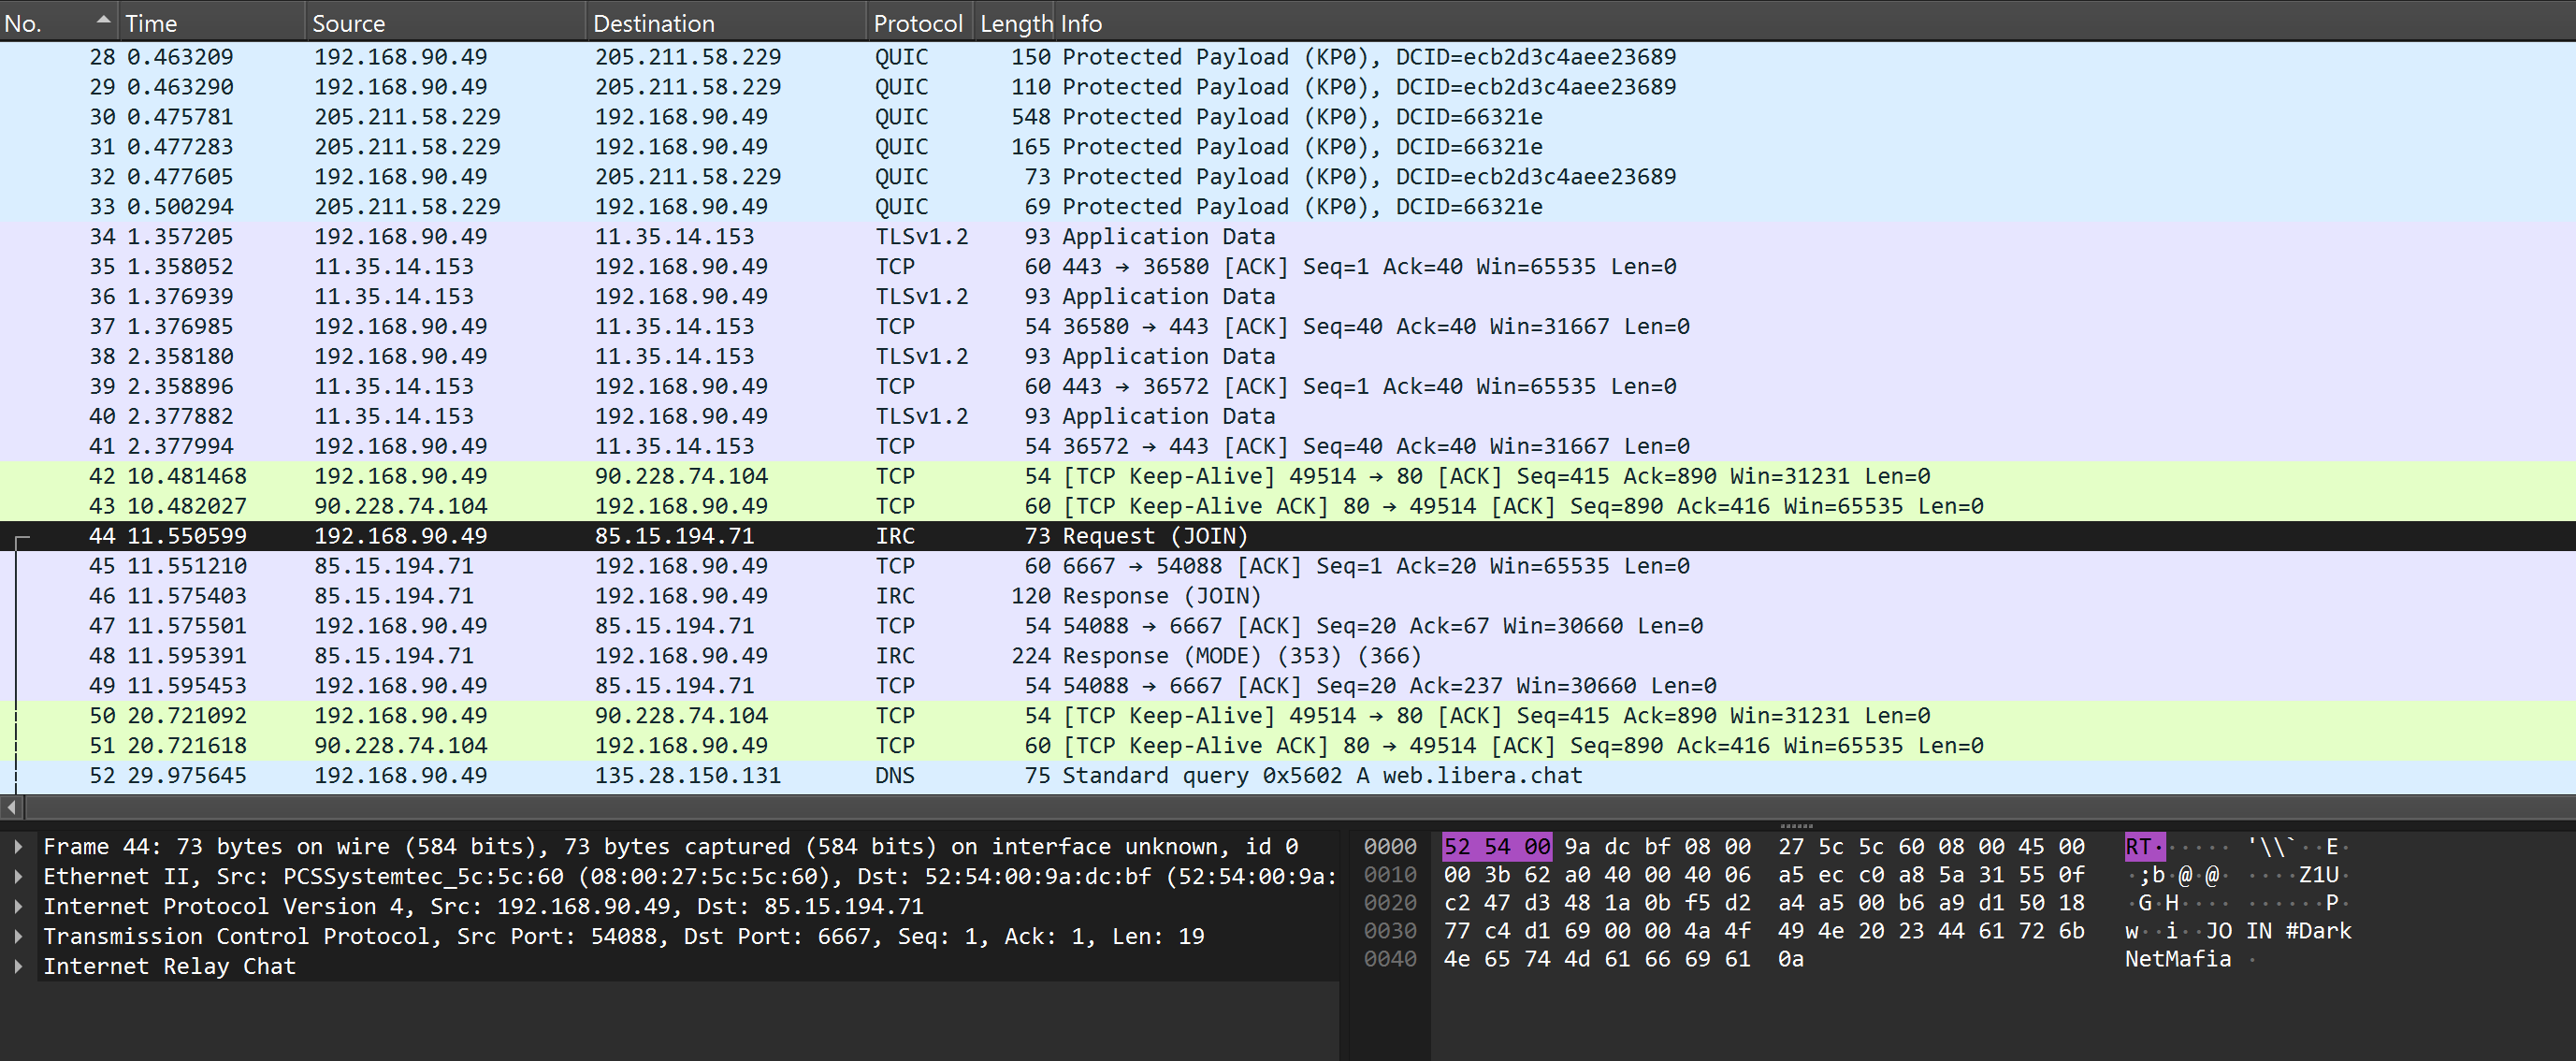 No. Time Source Destination Protocol Length Info
28 0.463209 192.168.90.49 205.211.58.229 QUIC 150 Protected Payload (KP0), DCID=ecb2d3c4aee23689
29 0.463290 192.168.90.49 205.211.58.229 QUIC 110 Protected Payload (KP0), DCID=ecb2d3c4aee23689
30 0.475781 205.211.58.229 192.168.90.49 QUIC 548 Protected Payload (KP0), DCID=66321e
31 0.477283 205.211.58.229 192.168.90.49 QUIC 165 Protected Payload (KP0), DCID=66321e
32 0.477605 192.168.90.49 205.211.58.229 QUIC 73 Protected Payload (KP0), DCID=ecb2d3c4aee23689
33 0.500294 205.211.58.229 192.168.90.49 QUIC 69 Protected Payload (KP0), DCID=66321e
34 1.357205 192.168.90.49 11.35.14.153 TLSv1.2 93 Application Data
35 1.358052 11.35.14.153 192.168.90.49 TCP 60 443 → 36580 [ACK] Seq=1 Ack=40 Win=65535 Len=0
36 1.376939 11.35.14.153 192.168.90.49 TLSv1.2 93 Application Data
37 1.376985 192.168.90.49 11.35.14.153 TCP 54 36580 → 443 [ACK] Seq=40 Ack=40 Win=31667 Len=0
38 2.358180 192.168.90.49 11.35.14.153 TLSv1.2 93 Application Data
39 2.358896 11.35.14.153 192.168.90.49 TCP 60 443 → 36572 [ACK] Seq=1 Ack=40 Win=65535 Len=0
40 2.377882 11.35.14.153 192.168.90.49 TLSv1.2 93 Application Data
41 2.377994 192.168.90.49 11.35.14.153 TCP 54 36572 → 443 [ACK] Seq=40 Ack=40 Win=31667 Len=0
42 10.481468 192.168.90.49 90.228.74.104 TCP 54 [TCP Keep-Alive] 49514 → 80 [ACK] Seq=415 Ack=890 Win=31231 Len=0
43 10.482027 90.228.74.104 192.168.90.49 TCP 60 [TCP Keep-Alive ACK] 80 → 49514 [ACK] Seq=890 Ack=416 Win=65535 Len=0
44 11.550599 192.168.90.49 85.15.194.71 IRC 73 Request (JOIN)
45 11.551210 85.15.194.71 192.168.90.49 TCP 60 6667 → 54088 [ACK] Seq=1 Ack=20 Win=65535 Len=0
46 11.575403 85.15.194.71 192.168.90.49 IRC 120 Response (JOIN)
47 11.575501 192.168.90.49 85.15.194.71 TCP 54 54088 → 6667 [ACK] Seq=20 Ack=67 Win=30660 Len=0
48 11.595391 85.15.194.71 192.168.90.49 IRC 224 Response (MODE) (353) (366)
49 11.595453 192.168.90.49 85.15.194.71 TCP 54 54088 → 6667 [ACK] Seq=20 Ack=237 Win=30660 Len=0
50 20.721092 192.168.90.49 90.228.74.104 TCP 54 [TCP Keep-Alive] 49514 → 80 [ACK] Seq=415 Ack=890 Win=31231 Len=0
51 20.721618 90.228.74.104 192.168.90.49 TCP 60 [TCP Keep-Alive ACK] 80 → 49514 [ACK] Seq=890 Ack=416 Win=65535 Len=0
52 29.975645 192.168.90.49 135.28.150.131 DNS 75 Standard query 0x5602 A web.libera.chat
Frame 44: 73 bytes on wire (584 bits), 73 bytes captured (584 bits) on interface unknown, id 0
Ethernet II, Src: PCSSystemtec_5c:5c:60 (08:00:27:5c:5c:60), Dst: 52:54:00:9a:dc:bf (52:54:00:9a:
Internet Protocol Version 4, Src: 192.168.90.49, Dst: 85.15.194.71
Transmission Control Protocol, Src Port: 54088, Dst Port: 6667, Seq: 1, Ack: 1, Len: 19
Internet Relay Chat
0000 52 54 00 9a dc bf 08 00 27 5c 5c 60 08 00 45 00 RT······ '\\`··E·
0010 00 3b 62 a0 40 00 40 06 a5 ec c0 a8 5a 31 55 0f ·;b·@·@· ····Z1U·
0020 c2 47 d3 48 1a 0b f5 d2 a4 a5 00 b6 a9 d1 50 18 ·G·H···· ······P·
0030 77 c4 d1 69 00 00 4a 4f 49 4e 20 23 44 61 72 6b w··i··JO IN #Dark
0040 4e 65 74 4d 61 66 69 61 0a NetMafia ·